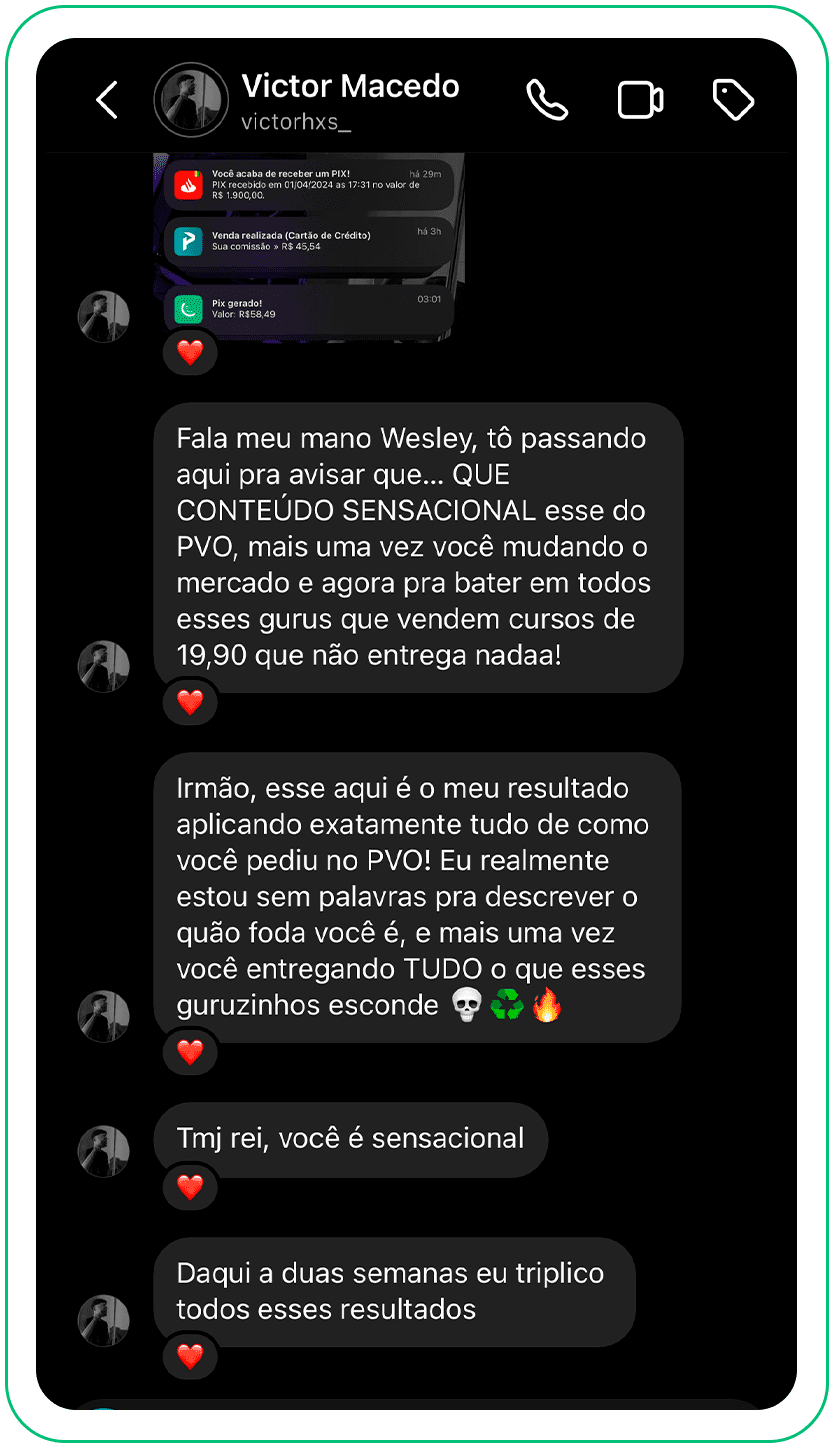 Victor Macedo
victorhxs_
Você acaba de receber um PIX!
há 29m
PIX recebido em 01/04/2024 as 17:31 no valor de
R$ 1.900,00.
Venda realizada (Cartão de Crédito)
há 3h
Sua comissão » R$ 45,54
Pix gerado!
03:01
Valor: R$58,49
Fala meu mano Wesley, tô passando
aqui pra avisar que... QUE
CONTEÚDO SENSACIONAL esse do
PVO, mais uma vez você mudando o
mercado e agora pra bater em todos
esses gurus que vendem cursos de
19,90 que não entrega nadaa!
Irmão, esse aqui é o meu resultado
aplicando exatamente tudo de como
você pediu no PVO! Eu realmente
estou sem palavras pra descrever o
quão foda você é, e mais uma vez
você entregando TUDO o que esses
guruzinhos esconde 💀♻️🔥
Tmj rei, você é sensacional
Daqui a duas semanas eu triplico
todos esses resultados